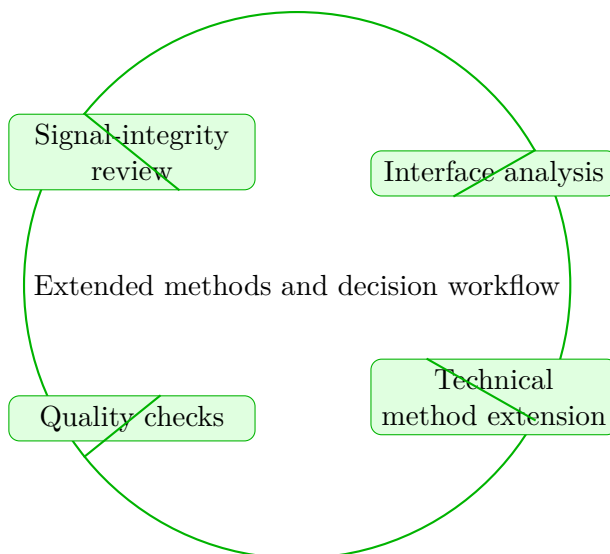 Signal-integrity
review
Interface analysis
Extended methods and decision workflow
Technical
method extension
Quality checks